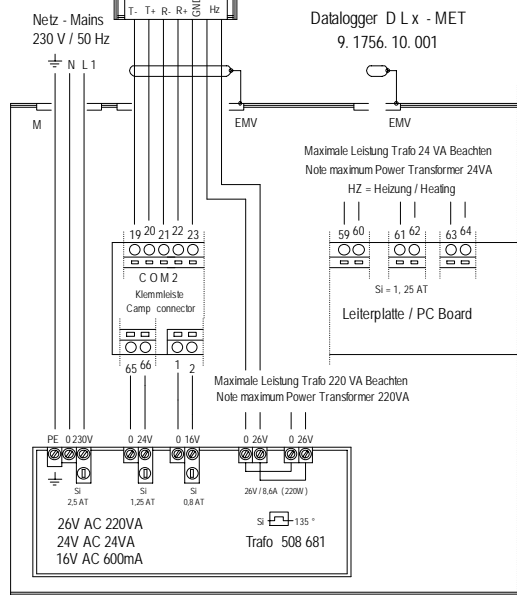 Netz - Mains
230 V / 50 Hz
N L 1
T- T+ R- R+ GND Hz
Datalogger D L x - MET
9. 1756. 10. 001
M
EMV
EMV
Maximale Leistung Trafo 24 VA Beachten
Note maximum Power Transformer 24VA
HZ = Heizung / Heating
19 20 21 22 23
59 60 61 62 63 64
C O M 2
Klemmleiste
Camp connector
Si = 1, 25 AT
Leiterplatte / PC Board
65 66 1 2
Maximale Leistung Trafo 220 VA Beachten
Note maximum Power Transformer 220VA
PE 0 230V 0 24V 0 16V 0 26V 0 26V
Si
2,5 AT
Si
1,25 AT
Si
0,8 AT
26V / 8,6A ( 220W )
26V AC 220VA
24V AC 24VA
16V AC 600mA
Si 135 °
Trafo 508 681